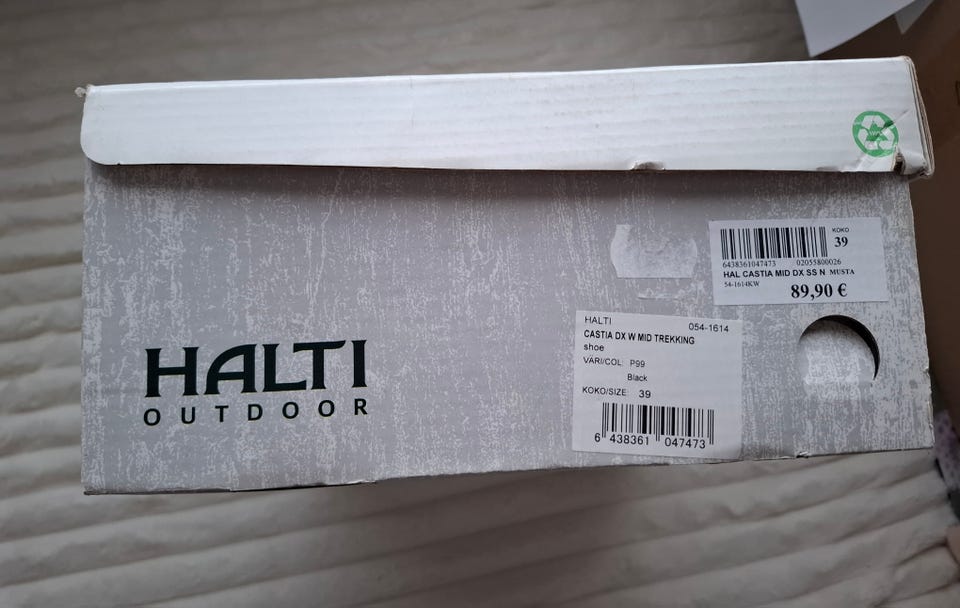 HALTI
OUTDOOR
KOKO
39
6438361047473 02055800026
HAL CASTIA MID DX SS N MUSTA
54-1614KW
89,90 €
HALTI 054-1614
CASTIA DX W MID TREKKING
shoe
VÄRI/COL: P99
Black
KOKO/SIZE: 39
6 438361 047473